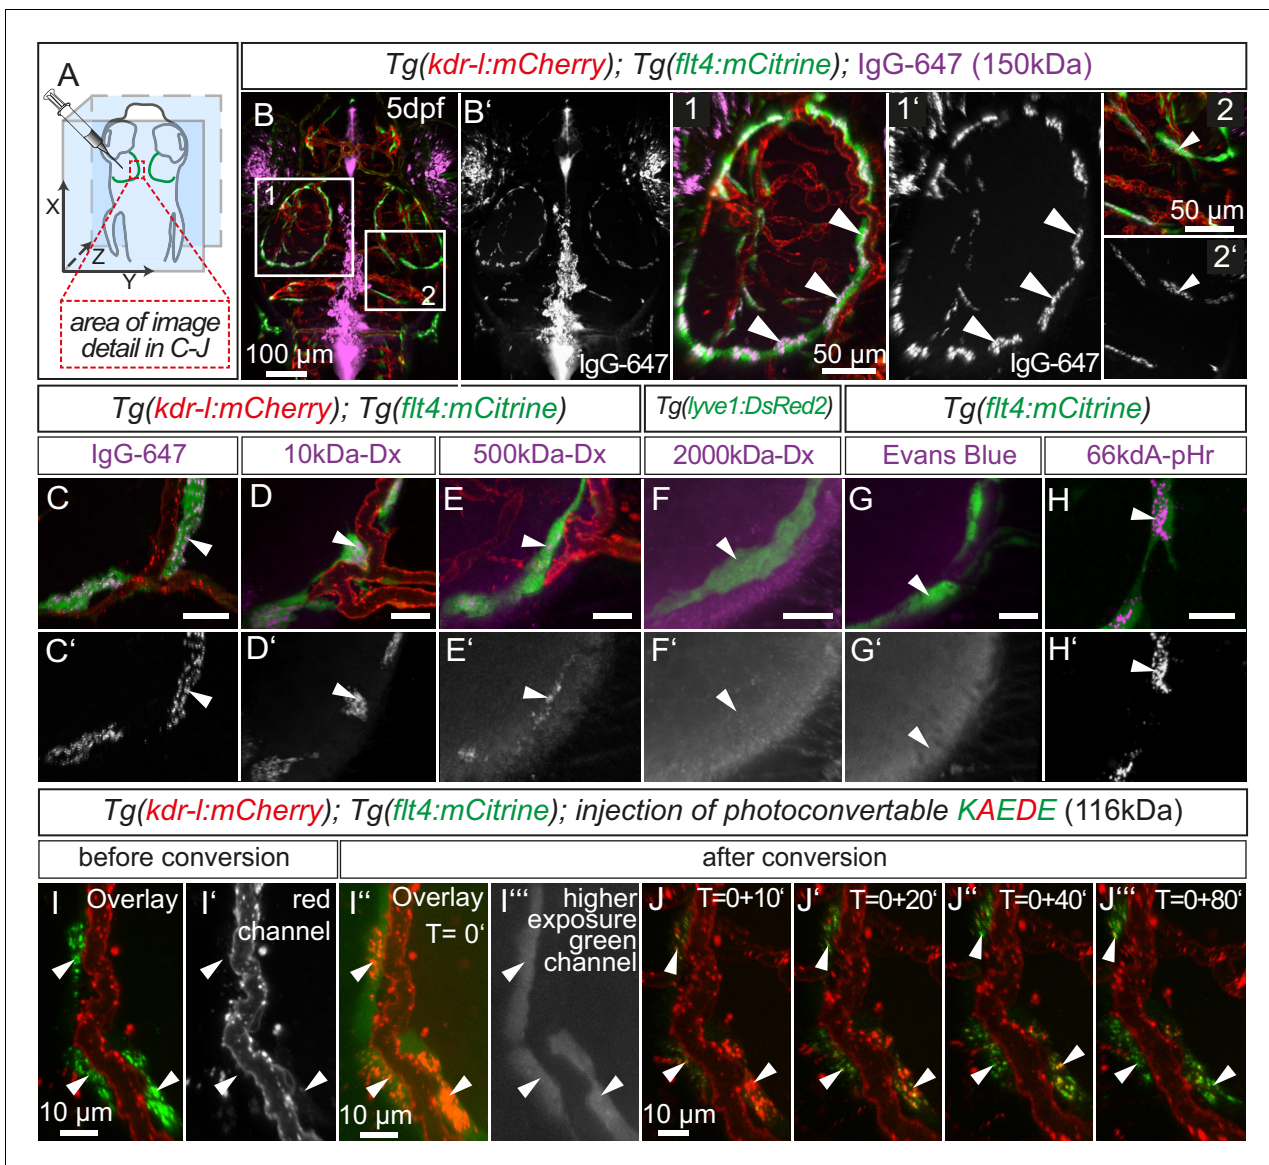 Tg(kdr-l:mCherry); Tg(flt4:mCitrine); IgG-647 (150kDa)
A
X
Z
Y
area of image
detail in C-J
B
5dpf
1
2
100 µm
B‘
IgG-647
1
50 µm
1‘
IgG-647
2
50 µm
2‘
Tg(kdr-l:mCherry); Tg(flt4:mCitrine)
Tg(lyve1:DsRed2)
Tg(flt4:mCitrine)
IgG-647
10kDa-Dx
500kDa-Dx
2000kDa-Dx
Evans Blue
66kdA-pHr
C
D
E
F
G
H
C‘
D‘
E‘
F‘
G‘
H‘
Tg(kdr-l:mCherry); Tg(flt4:mCitrine); injection of photoconvertable KAEDE (116kDa)
before conversion
after conversion
I
Overlay
10 µm
I‘
red
channel
I‘‘
Overlay
T= 0‘
10 µm
I‘‘‘
higher
exposure
green
channel
J
T=0+10‘
10 µm
J‘
T=0+20‘
J‘‘
T=0+40‘
J‘‘‘
T=0+80‘